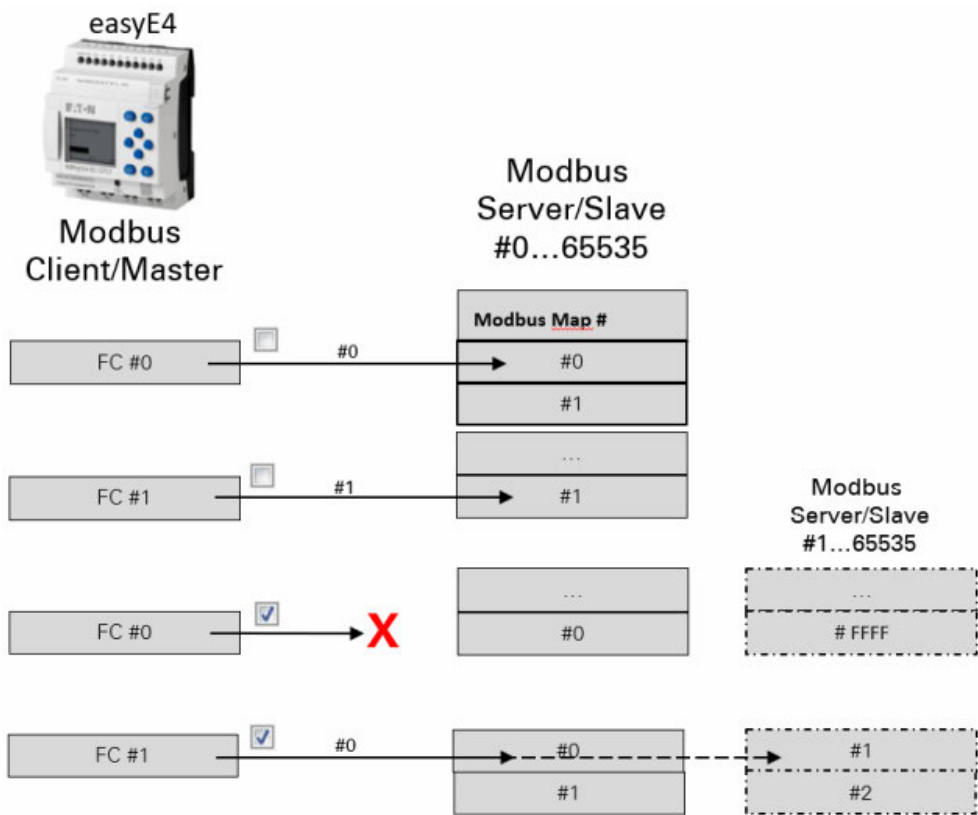 easyE4
E·T·N
Modbus
Client/Master
Modbus
Server/Slave
#0...65535
Modbus Map #
FC #0
#0
#0
#1
...
FC #1
#1
#1
Modbus
Server/Slave
#1...65535
...
...
FC #0
X
#0
# FFFF
FC #1
#0
#0
#1
#1
#2